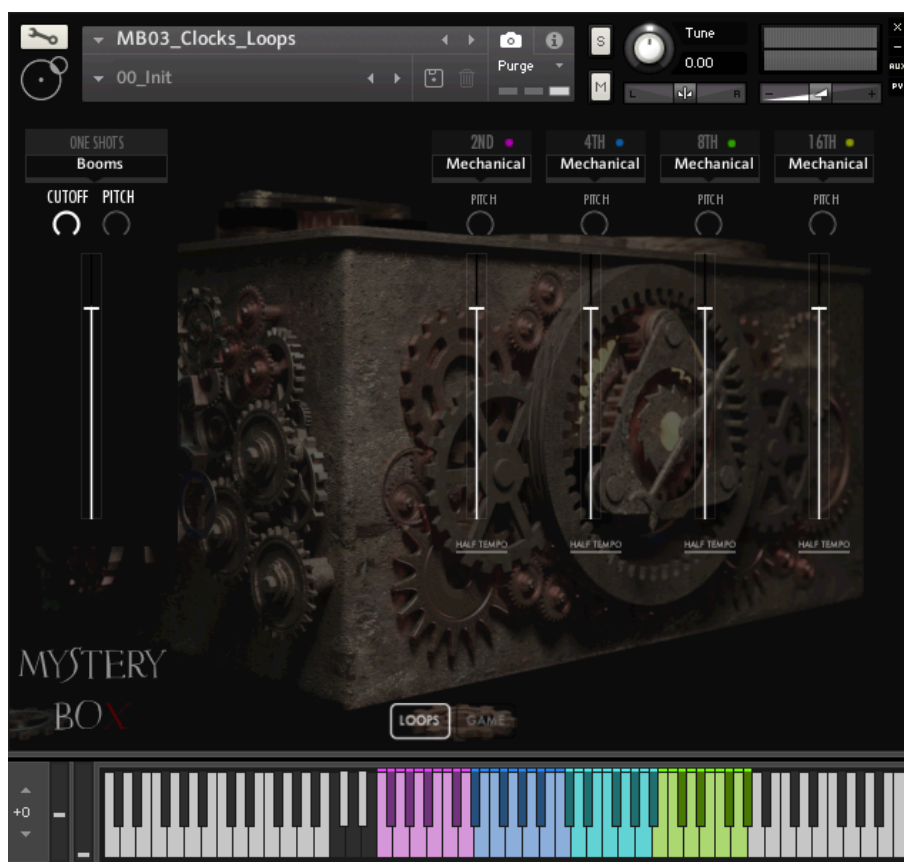 MB03_Clocks_Loops
00_Init
Purge
S
M
Tune
0.00
L R
- +
X
-
AUX
PV
ONE SHOTS
Booms
CUTOFF PITCH
2ND 4TH 8TH 16TH
Mechanical Mechanical Mechanical Mechanical
PITCH PITCH PITCH PITCH
HALF TEMPO HALF TEMPO HALF TEMPO HALF TEMPO
MYSTERY
BOX
LOOPS GAME
+0